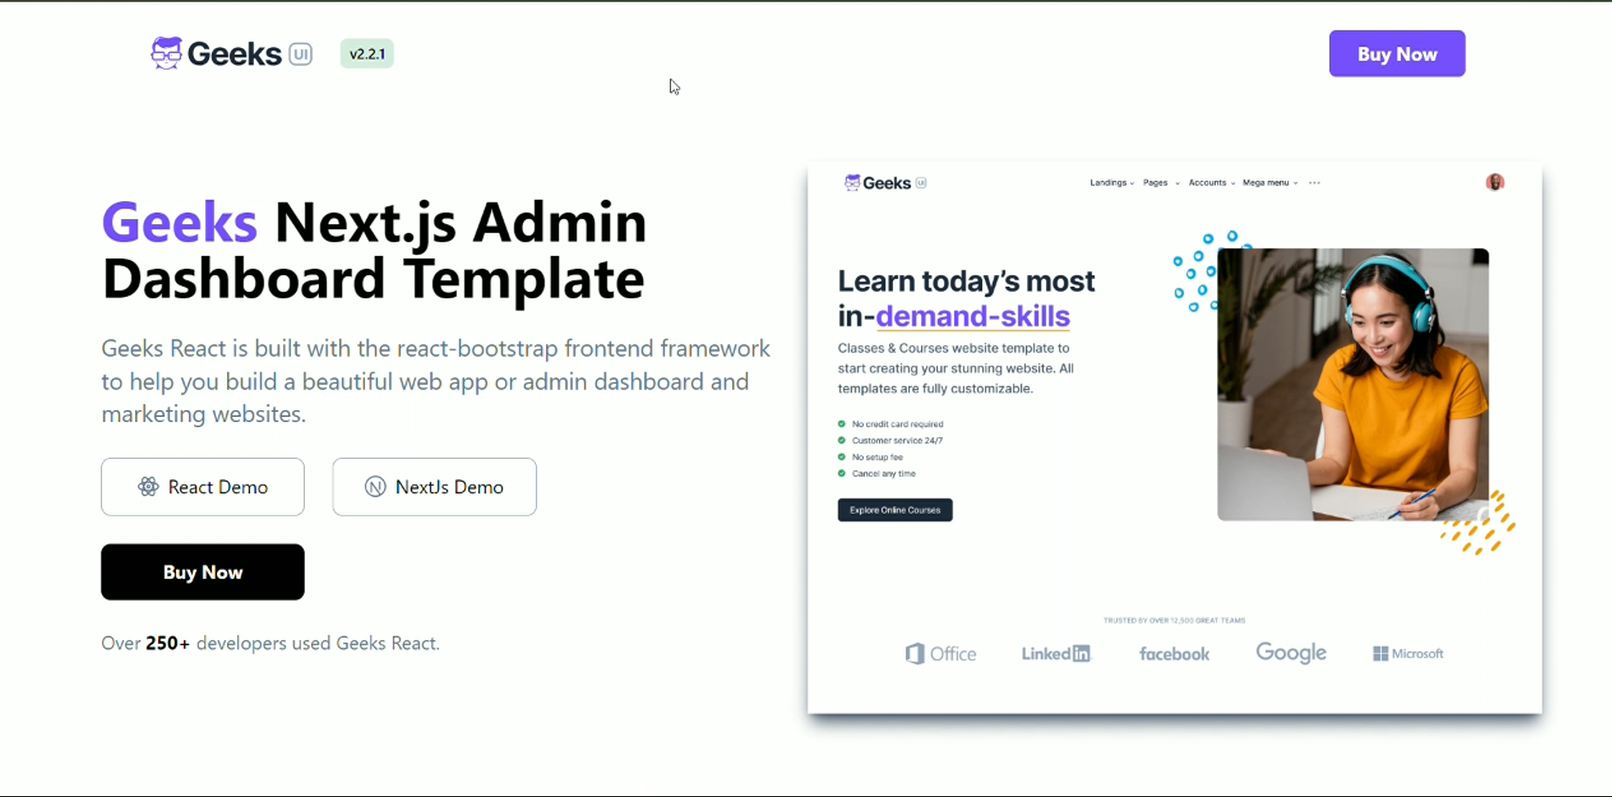 Geeks UI
v2.2.1
Buy Now
Geeks Next.js Admin
Dashboard Template
Geeks React is built with the react-bootstrap frontend framework
to help you build a beautiful web app or admin dashboard and
marketing websites.
React Demo
NextJs Demo
Buy Now
Over 250+ developers used Geeks React.
Geeks UI
Landings
Pages
Accounts
Mega menu
Learn today's most
in-demand-skills
Classes & Courses website template to
start creating your stunning website. All
templates are fully customizable.
No credit card required
Customer service 24/7
No setup fee
Cancel any time
Explore Online Courses
TRUSTED BY OVER 12,500 GREAT TEAMS
Office
LinkedIn
facebook
Google
Microsoft